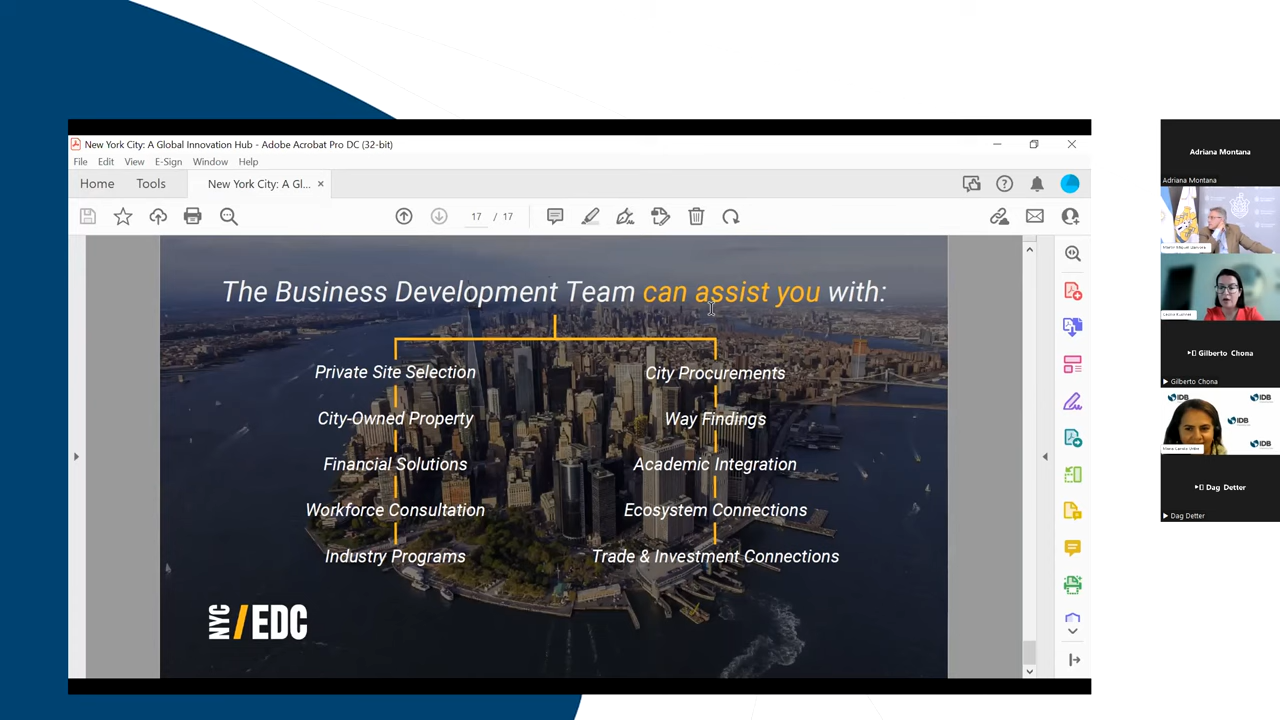 New York City: A Global Innovation Hub - Adobe Acrobat Pro DC (32-bit)
File Edit View E-Sign Window Help
Home Tools New York City: A Gl... ×
17 / 17
The Business Development Team can assist you with:
Private Site Selection
City-Owned Property
Financial Solutions
Workforce Consultation
Industry Programs
City Procurements
Way Findings
Academic Integration
Ecosystem Connections
Trade & Investment Connections
NYC / EDC
Adriana Montana
Adriana Montana
Gilberto Chona
Gilberto Chona
IDB
IDB
IDB
IDB
Dag Detter
Dag Detter